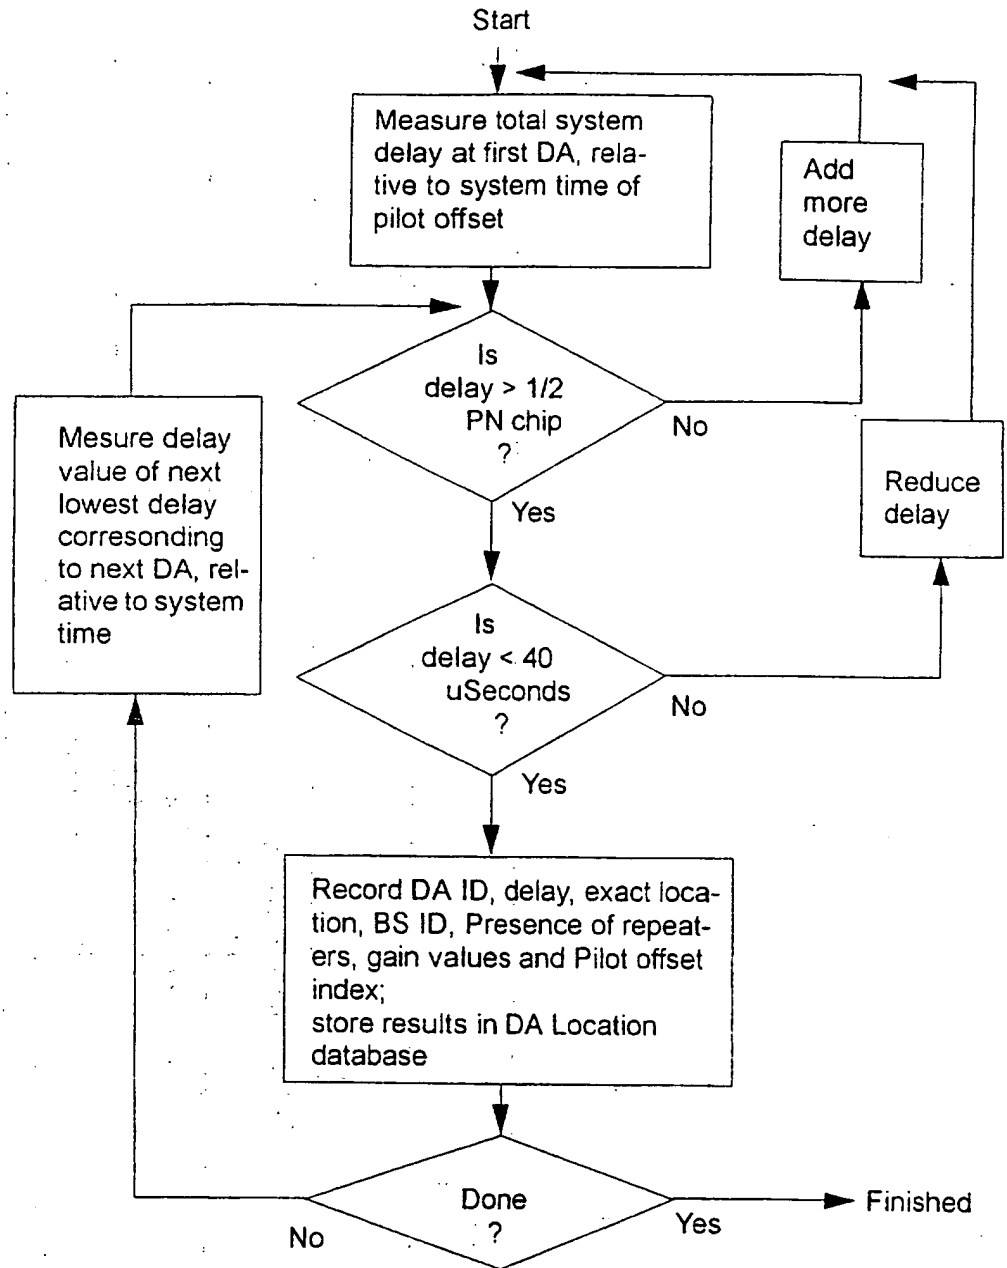 Start
Measure total system
delay at first DA, rela-
tive to system time of
pilot offset
Add
more
delay
Is
delay > 1/2
PN chip
?
No
Yes
Mesure delay
value of next
lowest delay
corresonding
to next DA, rel-
ative to system
time
Reduce
delay
Is
delay < 40
uSeconds
?
No
Yes
Record DA ID, delay, exact loca-
tion, BS ID, Presence of repeat-
ers, gain values and Pilot offset
index;
store results in DA Location
database
Done
?
No
Yes
Finished